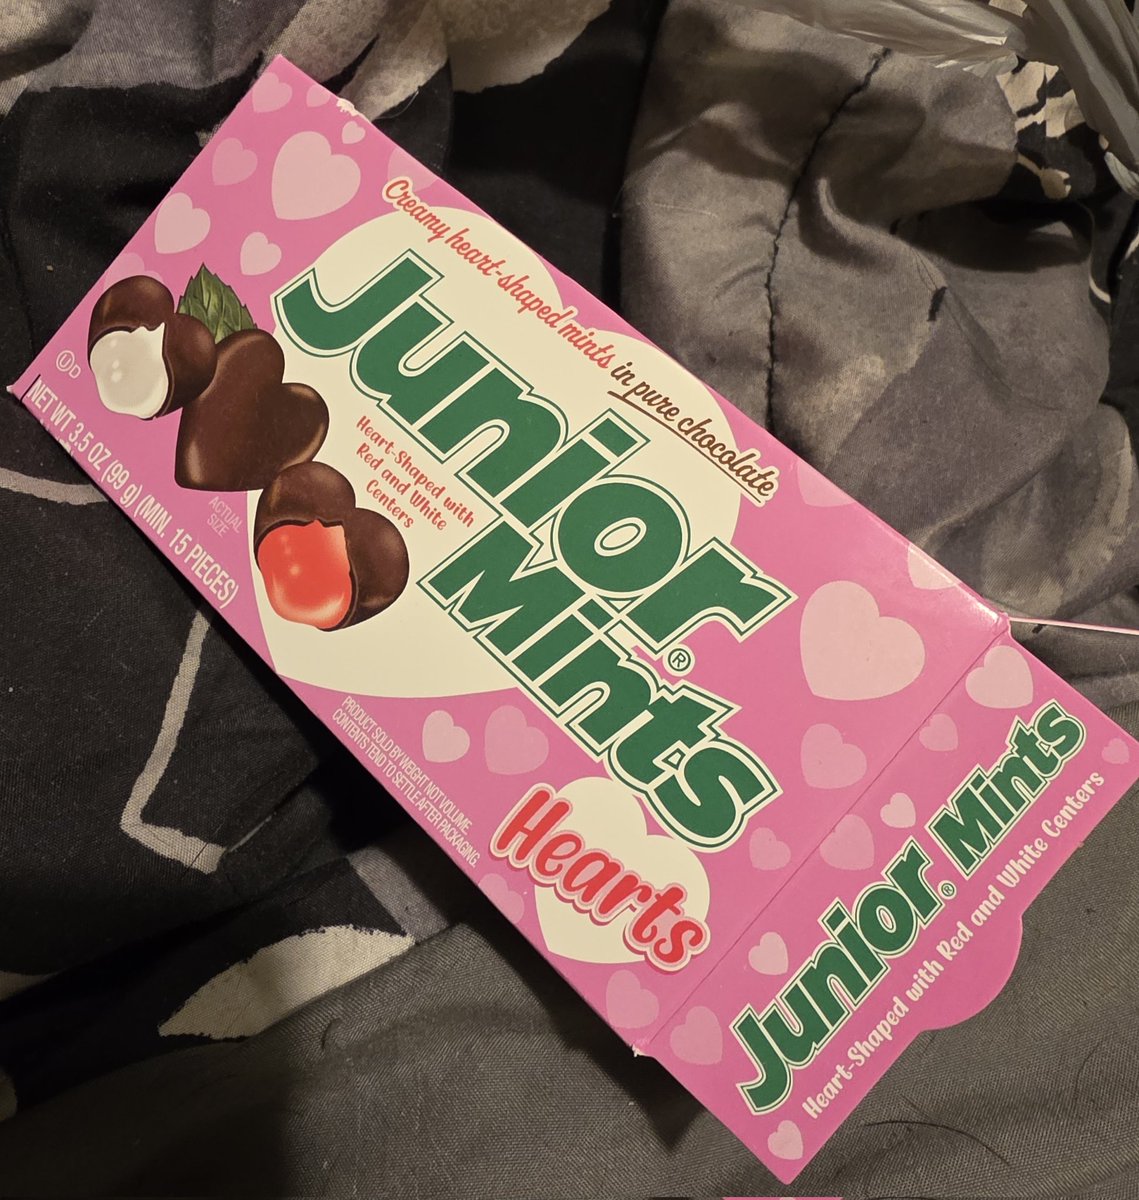 Creamy heart-shaped mints in pure chocolate
Junior
Mints®
Heart-Shaped with
Red and White
Centers
Hearts
UD
ACTUAL
SIZE
NET WT 3.5 OZ (99 g) (MIN. 15 PIECES)
PRODUCT SOLD BY WEIGHT NOT VOLUME.
CONTENTS TEND TO SETTLE AFTER PACKAGING.
Junior® Mints
Heart-Shaped with Red and White Centers